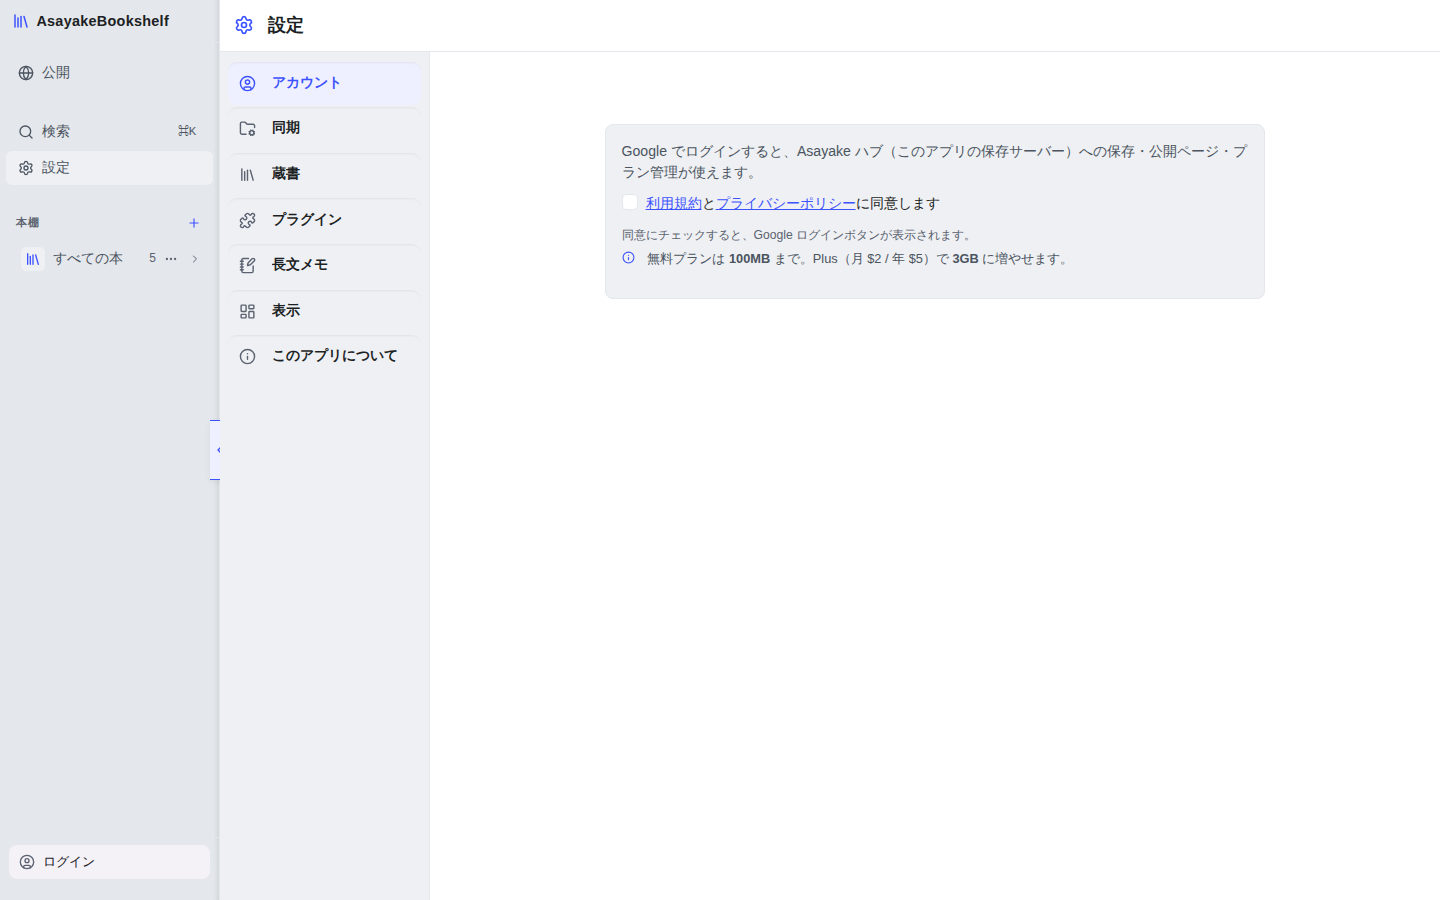 AsayakeBookshelf
公開
検索 ⌘K
設定
本棚
すべての本 5
ログイン
設定
アカウント
同期
蔵書
プラグイン
長文メモ
表示
このアプリについて
Google でログインすると、Asayake ハブ（このアプリの保存サーバー）への保存・公開ページ・プ
ラン管理が使えます。
利用規約とプライバシーポリシーに同意します
同意にチェックすると、Google ログインボタンが表示されます。
無料プランは 100MB まで。Plus（月 $2 / 年 $5）で 3GB に増やせます。